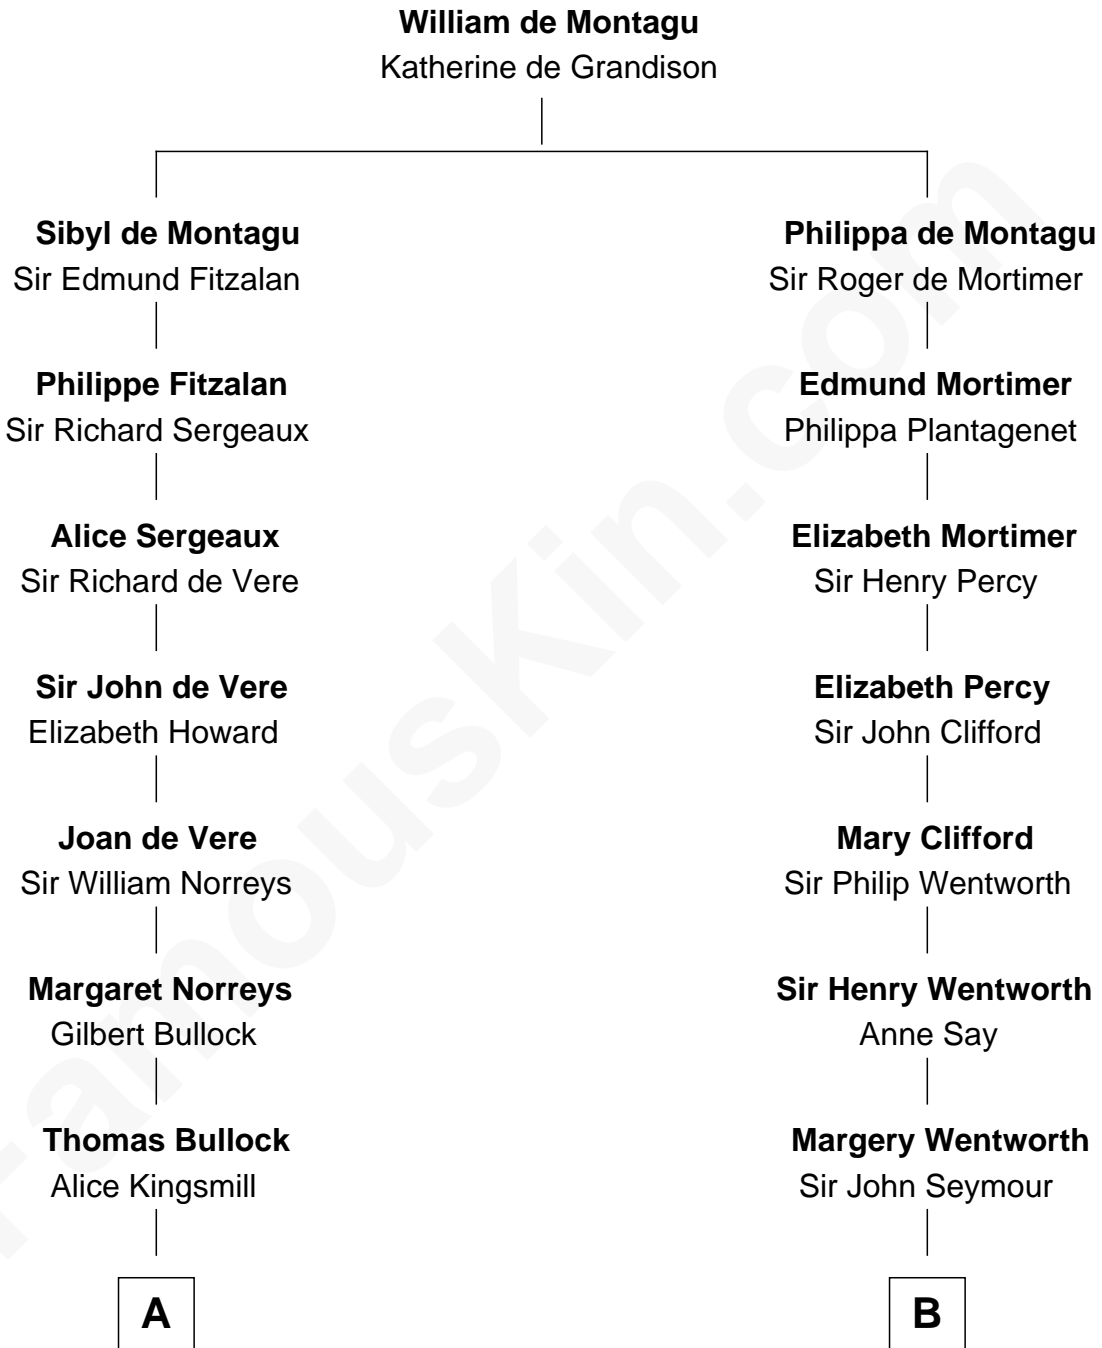 William de Montagu
Katherine de Grandison
Sibyl de Montagu
Sir Edmund Fitzalan
Philippa de Montagu
Sir Roger de Mortimer
Philippe Fitzalan
Sir Richard Sergeaux
Edmund Mortimer
Philippa Plantagenet
Alice Sergeaux
Sir Richard de Vere
Elizabeth Mortimer
Sir Henry Percy
Sir John de Vere
Elizabeth Howard
Elizabeth Percy
Sir John Clifford
Joan de Vere
Sir William Norreys
Mary Clifford
Sir Philip Wentworth
Margaret Norreys
Gilbert Bullock
Sir Henry Wentworth
Anne Say
Thomas Bullock
Alice Kingsmill
Margery Wentworth
Sir John Seymour
A
B
FamousKin.com